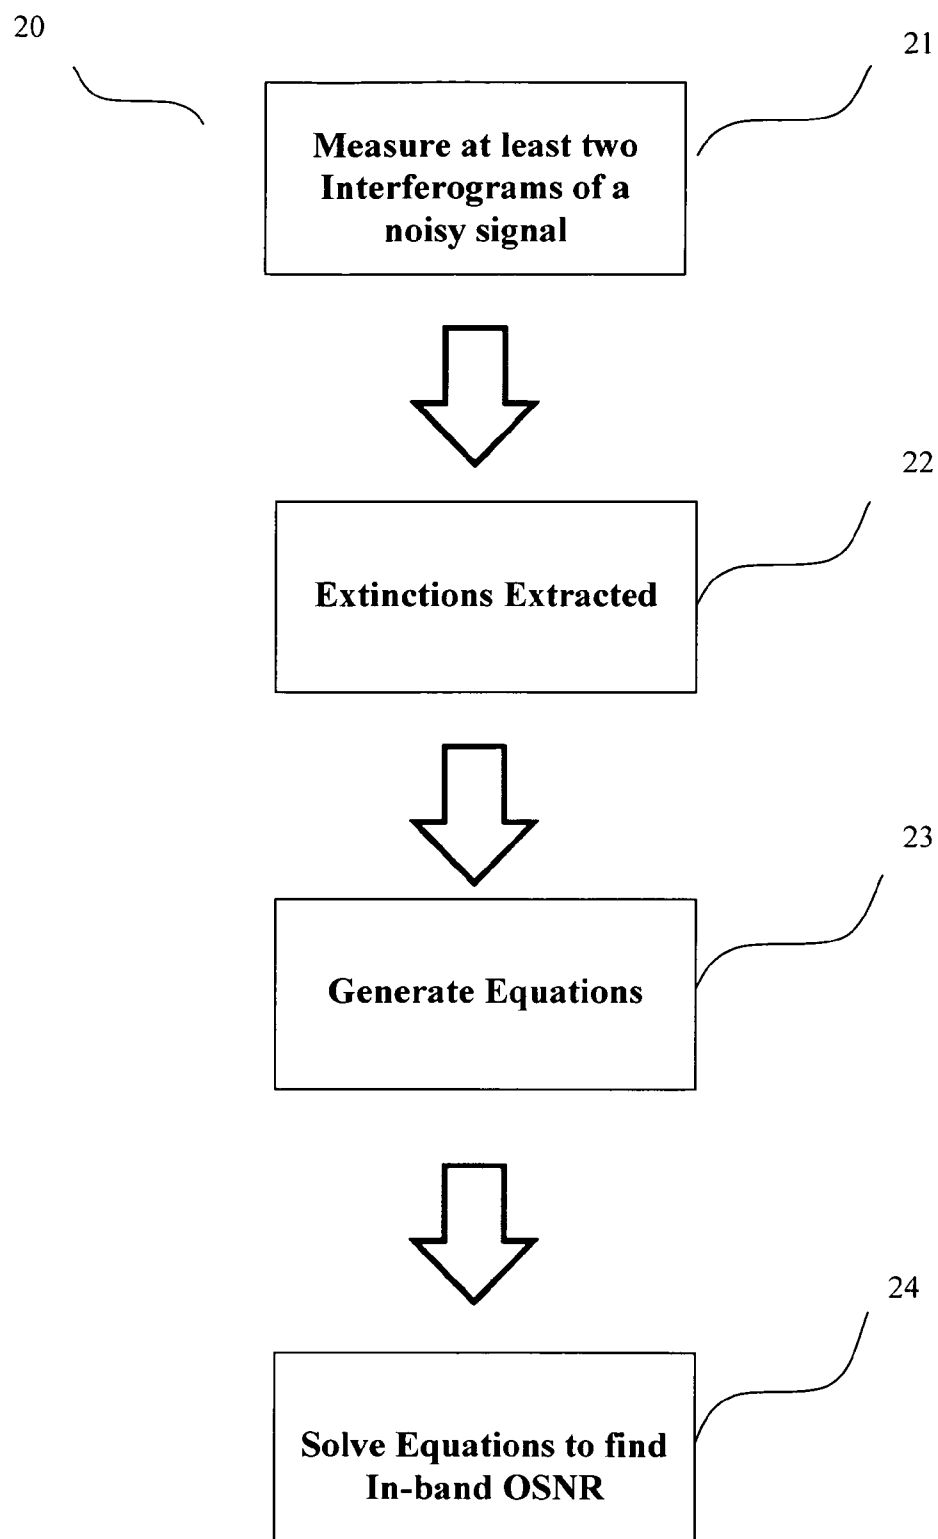 20
21
Measure at least two
Interferograms of a
noisy signal
22
Extinctions Extracted
23
Generate Equations
24
Solve Equations to find
In-band OSNR